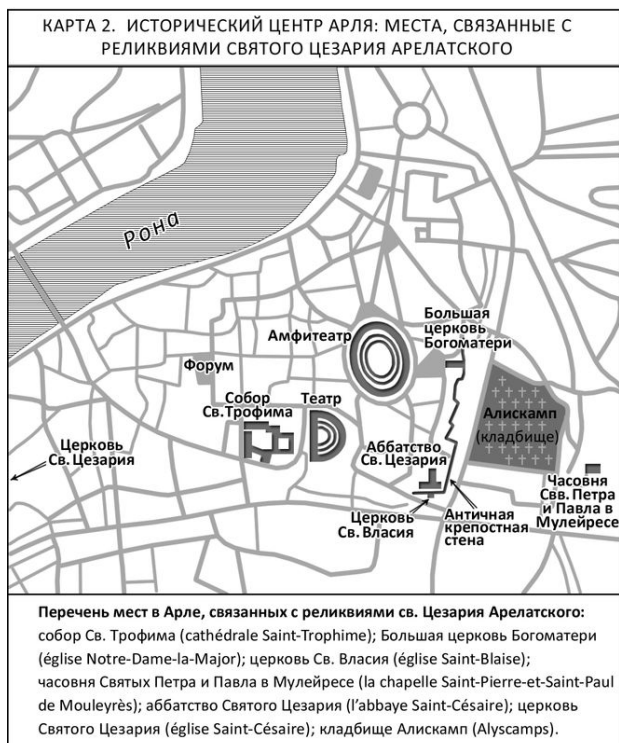 КАРТА 2. ИСТОРИЧЕСКИЙ ЦЕНТР АРЛЯ: МЕСТА, СВЯЗАННЫЕ С
РЕЛИКВИЯМИ СВЯТОГО ЦЕЗАРИЯ АРЕЛАТСКОГО
Рона
Большая
церковь
Богоматери
Амфитеатр
Форум
Собор
Св. Трофима
Театр
Алискамп
(кладбище)
Церковь
Св. Цезария
Аббатство
Св. Цезария
Часовня
Свв. Петра
и Павла в
Мулейресе
Церковь
Св. Власия
Античная
крепостная
стена
Перечень мест в Арле, связанных с реликвиями св. Цезария Арелатского:
собор Св. Трофима (cathédrale Saint-Trophime); Большая церковь Богоматери
(église Notre-Dame-la-Major); церковь Св. Власия (église Saint-Blaise);
часовня Святых Петра и Павла в Мулейресе (la chapelle Saint-Pierre-et-Saint-Paul
de Mouleyrès); аббатство Святого Цезария (l'abbaye Saint-Césaire); церковь
Святого Цезария (église Saint-Césaire); кладбище Алискамп (Alyscamps).